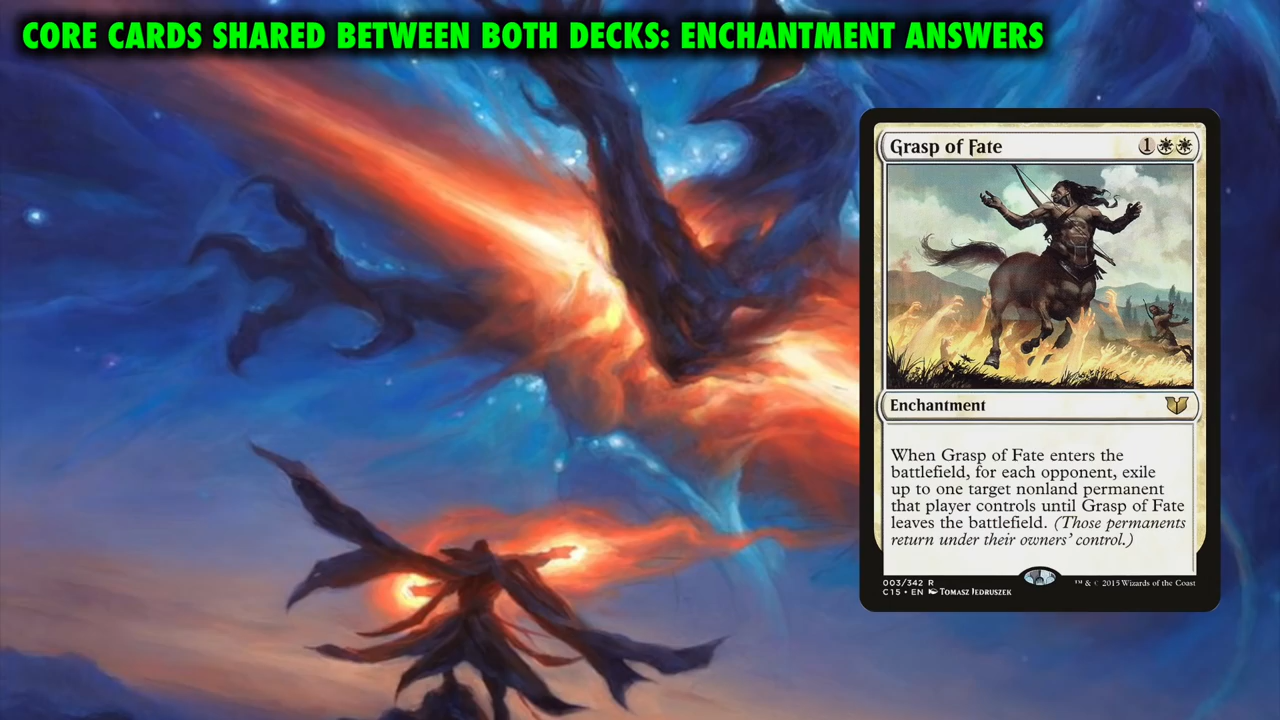 CORE CARDS SHARED BETWEEN BOTH DECKS: ENCHANTMENT ANSWERS
Grasp of Fate 1
Enchantment
When Grasp of Fate enters the
battlefield, for each opponent, exile
up to one target nonland permanent
that player controls until Grasp of Fate
leaves the battlefield. (Those permanents
return under their owners' control.)
003/342 R
™ & © 2015 Wizards of the Coast
C15 • EN Tomasz Jedruszek